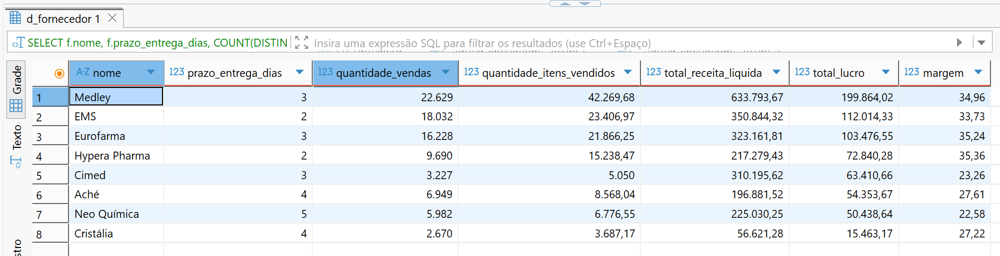 d_fornecedor 1
SELECT f.nome, f.prazo_entrega_dias, COUNT(DISTIN Insira uma expressão SQL para filtrar os resultados (use Ctrl+Espaço)
Grade
Texto
stro
A-Z nome 123 prazo_entrega_dias 123 quantidade_vendas 123 quantidade_itens_vendidos 123 total_receita_liquida 123 total_lucro 123 margem
1 Medley 3 22.629 42.269,68 633.793,67 199.864,02 34,96
2 EMS 2 18.032 23.406,97 350.844,32 112.014,33 33,73
3 Eurofarma 3 16.228 21.866,25 323.161,81 103.476,55 35,24
4 Hypera Pharma 2 9.690 15.238,47 217.279,43 72.840,28 35,36
5 Cimed 3 3.227 5.050 310.195,62 63.410,66 23,26
6 Aché 4 6.949 8.568,04 196.881,52 54.353,67 27,61
7 Neo Química 5 5.982 6.776,55 225.030,25 50.438,64 22,58
8 Cristália 4 2.670 3.687,17 56.621,28 15.463,17 27,22